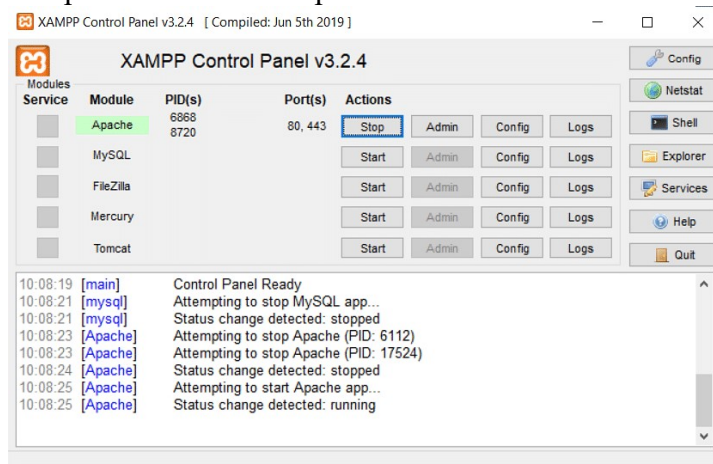 XAMPP Control Panel v3.2.4 [ Compiled: Jun 5th 2019 ]
XAMPP Control Panel v3.2.4
Config
Modules
Service Module PID(s) Port(s) Actions
Netstat
Apache 6868 8720 80, 443 Stop Admin Config Logs
Shell
MySQL Start Admin Config Logs
Explorer
FileZilla Start Admin Config Logs
Services
Mercury Start Admin Config Logs
Help
Tomcat Start Admin Config Logs
Quit
10:08:19 [main] Control Panel Ready
10:08:21 [mysql] Attempting to stop MySQL app...
10:08:21 [mysql] Status change detected: stopped
10:08:23 [Apache] Attempting to stop Apache (PID: 6112)
10:08:23 [Apache] Attempting to stop Apache (PID: 17524)
10:08:24 [Apache] Status change detected: stopped
10:08:25 [Apache] Attempting to start Apache app...
10:08:25 [Apache] Status change detected: running